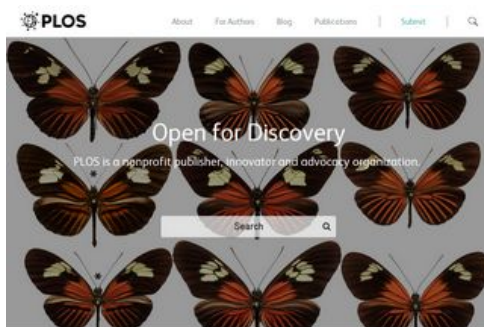 PLOS
About For Authors Blog Publications | Submit |
Open for Discovery
PLOS is a nonprofit publisher, innovator and advocacy organization.
Search